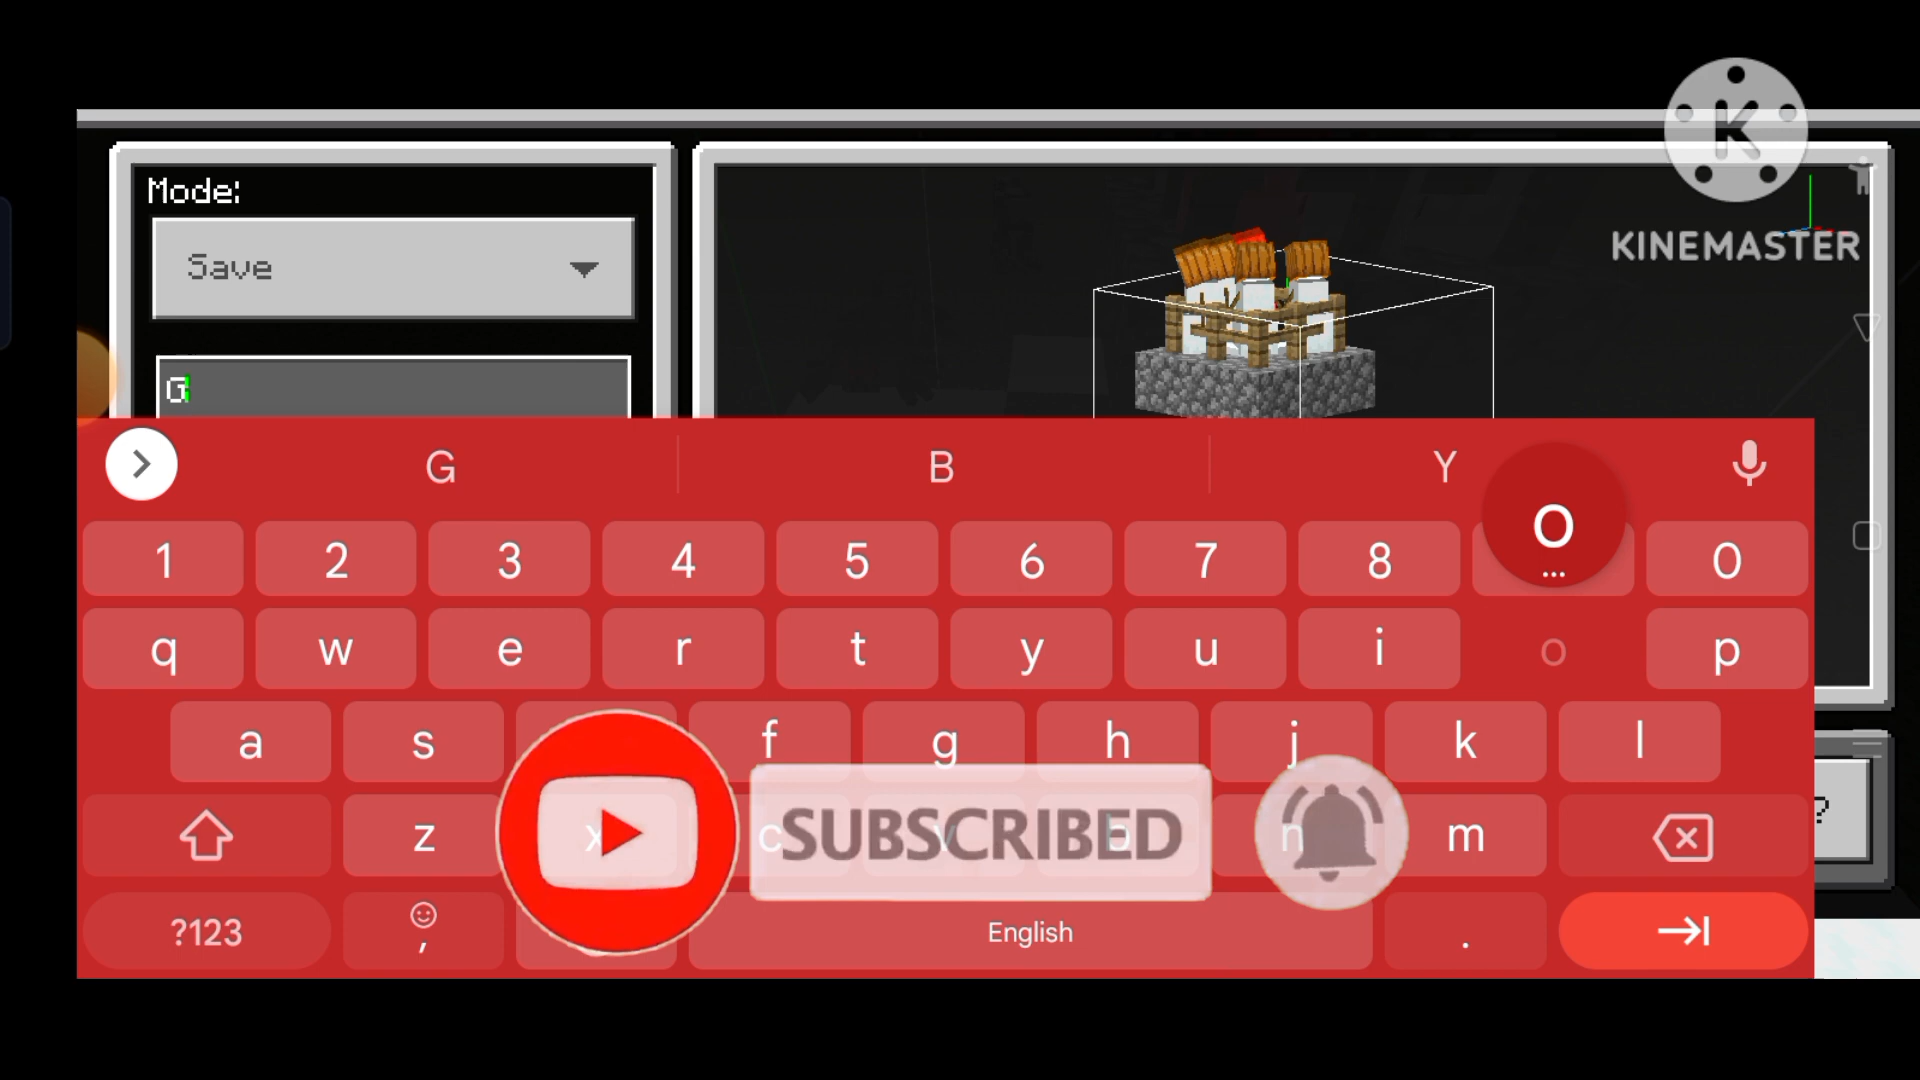 K
KINEMASTER
Mode:
Save
G
G B Y
O
...
1 2 3 4 5 6 7 8 0
q w e r t y u i o p
a s f g h j k l
z x c v b n m
SUBSCRIBED
?123 , English .
?